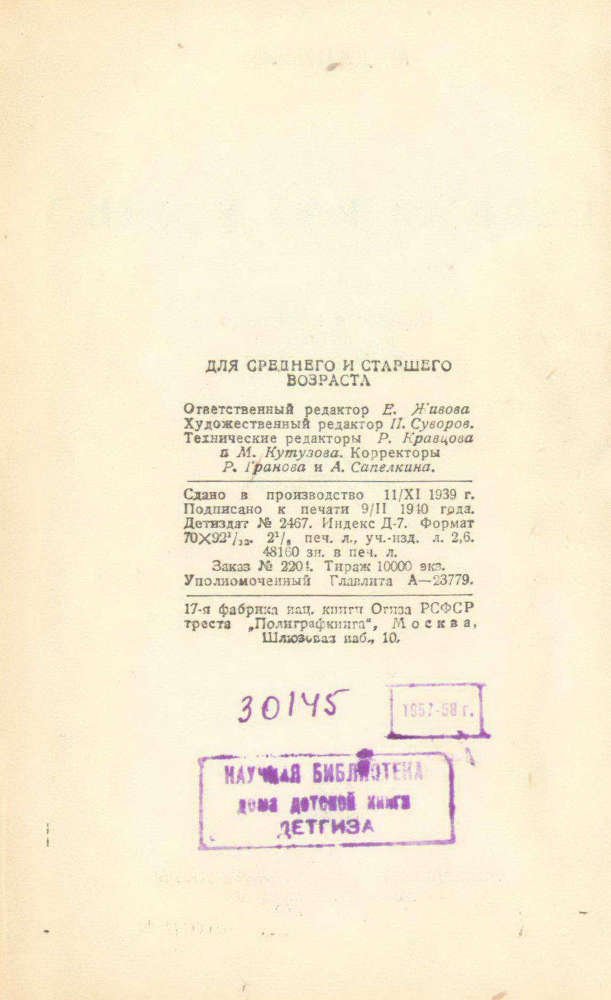 ДЛЯ СРЕДНЕГО И СТАРШЕГО
ВОЗРАСТА
Ответственный редактор Е. Живова
Художественный редактор П. Суворов.
Технические редакторы Р. Кравцова
и М. Кутузова. Корректоры
Р. Гранова и А. Сапелкина.
Сдано в производство 11/XI 1939 г.
Подписано к печати 9/II 1940 года.
Детиздат № 2467. Индекс Д-7. Формат
70×92¹/₃₂. 2¹/₈ печ. л., уч.-изд. л. 2,6.
48160 зн. в печ. л.
Заказ № 2204. Тираж 10000 экз.
Уполномоченный Главлита А—23779.
17-я фабрика нац. книги Огиза РСФСР
треста „Полиграфкнига“, Москва,
Шлюзовая наб., 10.
30145
1957-58 г.
НАУЧНАЯ БИБЛИОТЕКА
дома детской книги
ДЕТГИЗА